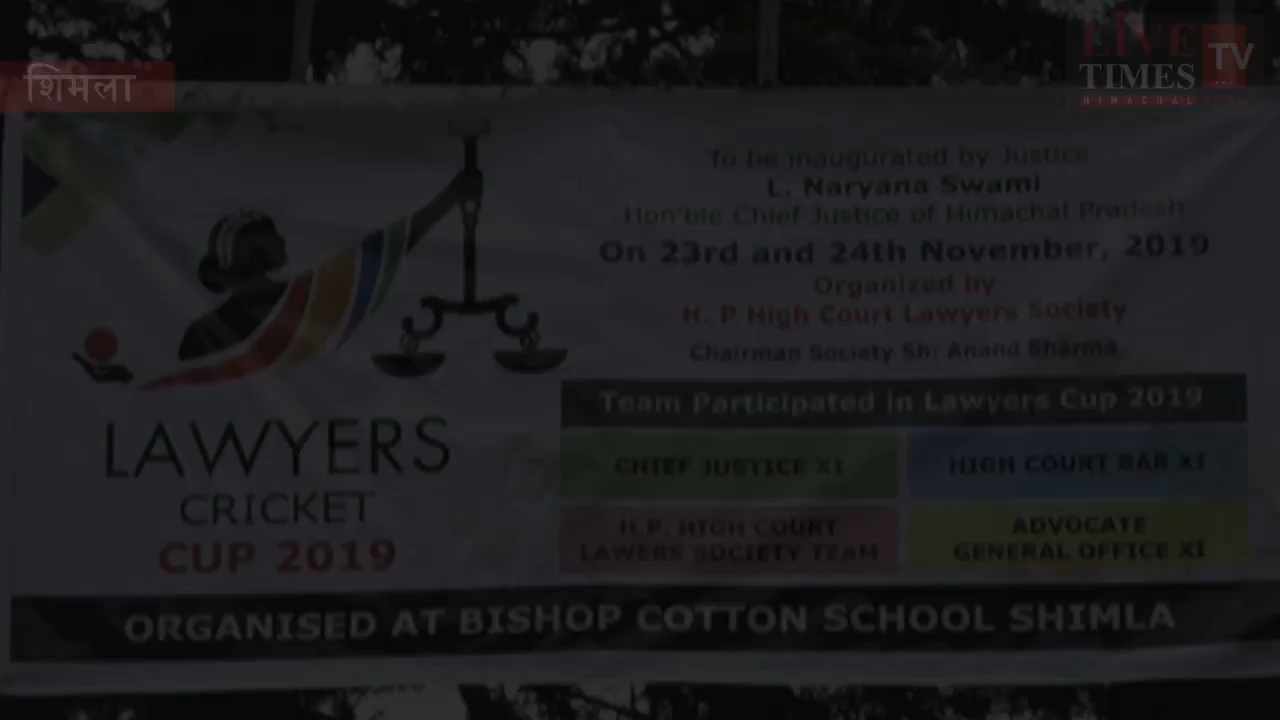 शिमला
LIVE
TIMES
TV
HIMACHAL
To be inaugurated by Justice
L. Naryana Swami
Hon'ble Chief Justice of Himachal Pradesh
On 23rd and 24th November, 2019
Organized by
H. P High Court Lawyers Society
Chairman Society Sh: Anand Sharma
Team Participated in Lawyers Cup 2019
CHIEF JUSTICE XI
HIGH COURT BAR XI
H.P. HIGH COURT
LAWERS SOCIETY TEAM
ADVOCATE
GENERAL OFFICE XI
LAWYERS
CRICKET
CUP 2019
ORGANISED AT BISHOP COTTON SCHOOL SHIMLA